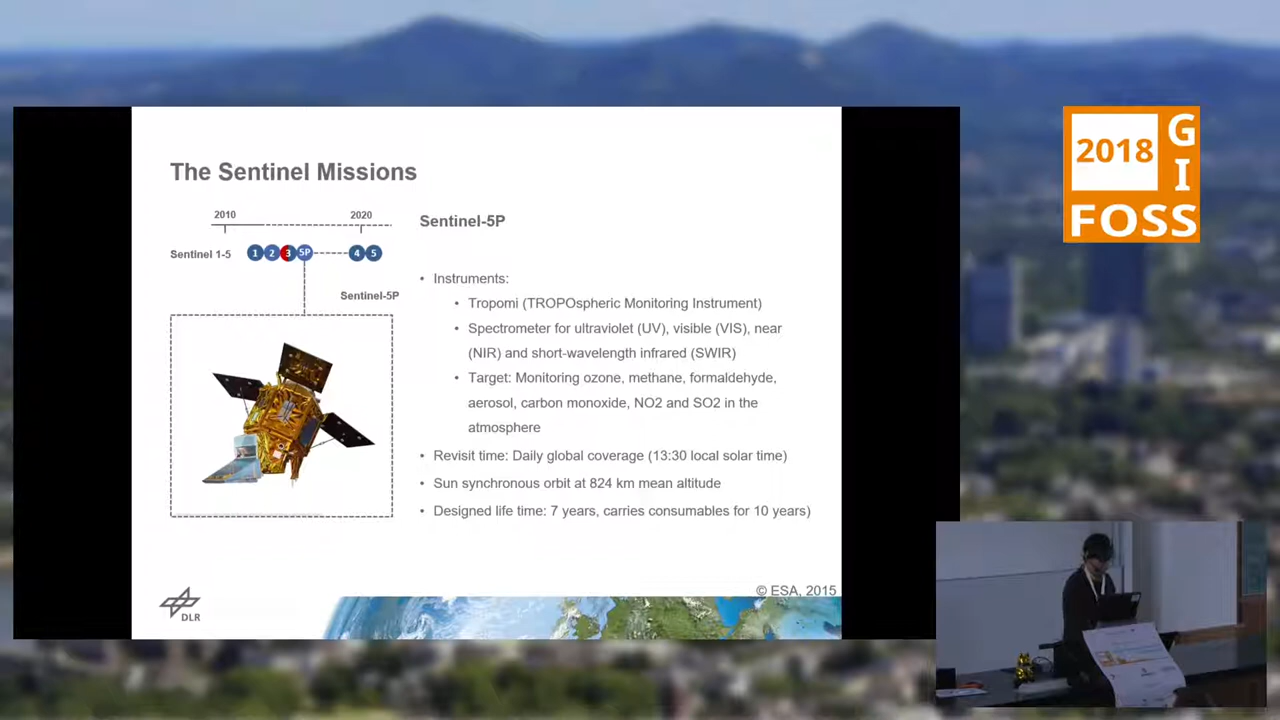 The Sentinel Missions
2010 2020
Sentinel 1-5 1 2 3 5P 4 5
Sentinel-5P
Sentinel-5P
• Instruments:
• Tropomi (TROPOspheric Monitoring Instrument)
• Spectrometer for ultraviolet (UV), visible (VIS), near
(NIR) and short-wavelength infrared (SWIR)
• Target: Monitoring ozone, methane, formaldehyde,
aerosol, carbon monoxide, NO2 and SO2 in the
atmosphere
• Revisit time: Daily global coverage (13:30 local solar time)
• Sun synchronous orbit at 824 km mean altitude
• Designed life time: 7 years, carries consumables for 10 years)
© ESA, 2015
DLR
2018 G
I
FOSS